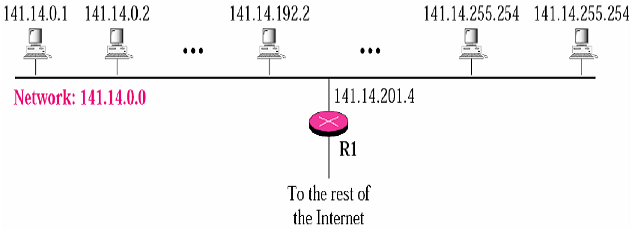 141.14.0.1 141.14.0.2 141.14.192.2 141.14.255.254 141.14.255.254
Network: 141.14.0.0
141.14.201.4
R1
To the rest of
the Internet